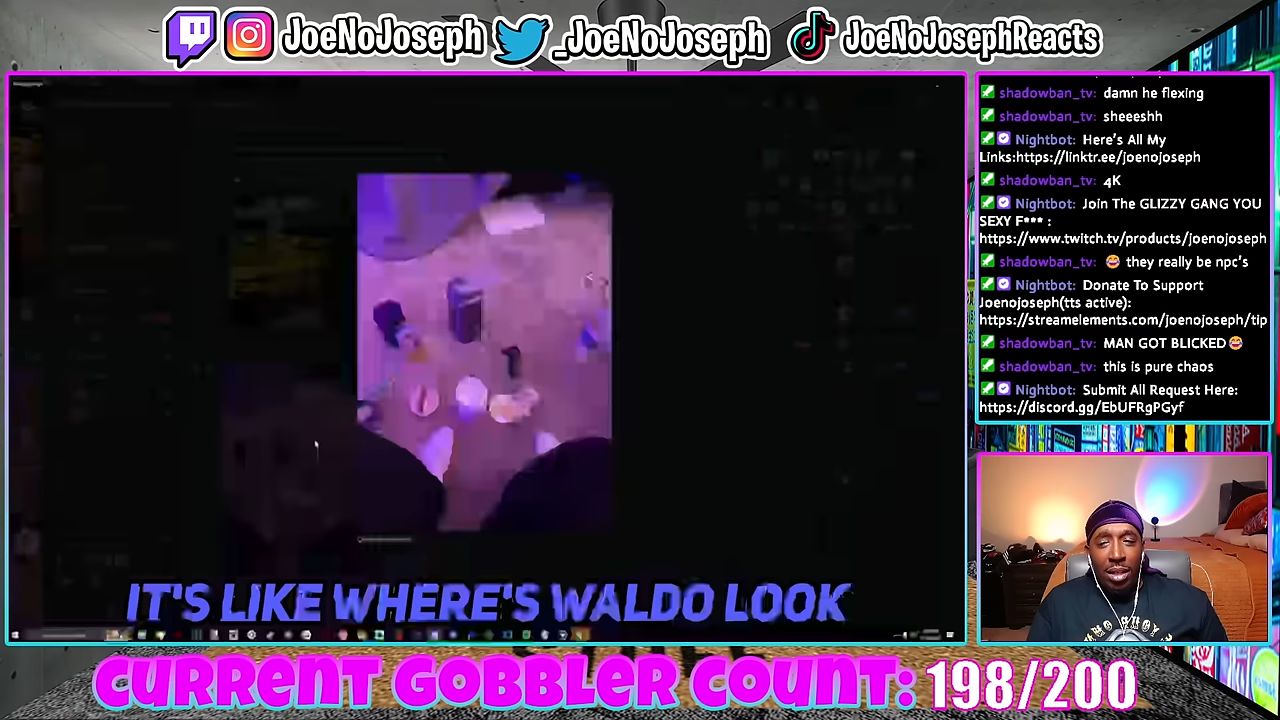 JoeNoJoseph
_JoeNoJoseph
JoeNoJosephReacts
shadowban_tv: damn he flexing
shadowban_tv: sheeeshh
Nightbot: Here's All My
Links:https://linktr.ee/joenojoseph
shadowban_tv: 4K
Nightbot: Join The GLIZZY GANG YOU
SEXY F*** :
https://www.twitch.tv/products/joenojoseph
shadowban_tv: 😂 they really be npc's
Nightbot: Donate To Support
Joenojoseph(tts active):
https://streamelements.com/joenojoseph/tip
shadowban_tv: MAN GOT BLICKED😂
shadowban_tv: this is pure chaos
Nightbot: Submit All Request Here:
https://discord.gg/EbUFRgPGyf
IT'S LIKE WHERE'S WALDO LOOK
CURRENT GOBBLER COUNT: 198/200